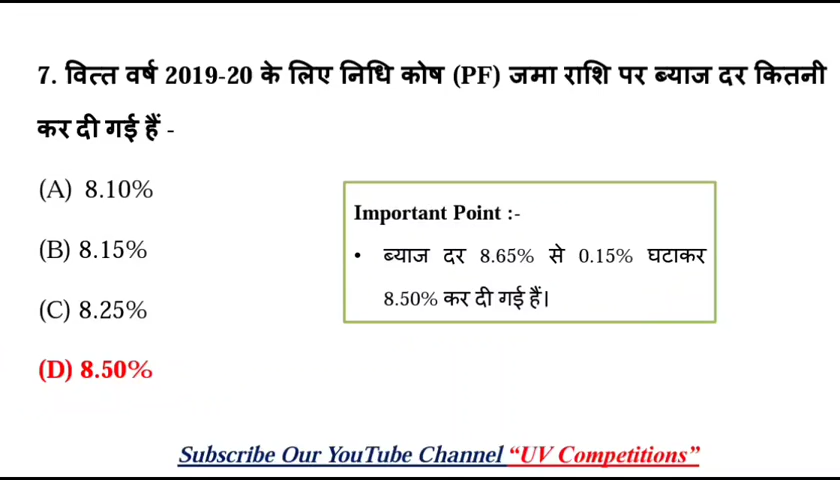 7. वित्त वर्ष 2019-20 के लिए निधि कोष (PF) जमा राशि पर ब्याज दर कितनी
कर दी गई हैं -
(A) 8.10%
(B) 8.15%
(C) 8.25%
(D) 8.50%
Important Point :-
• ब्याज दर 8.65% से 0.15% घटाकर
8.50% कर दी गई हैं।
Subscribe Our YouTube Channel “UV Competitions”